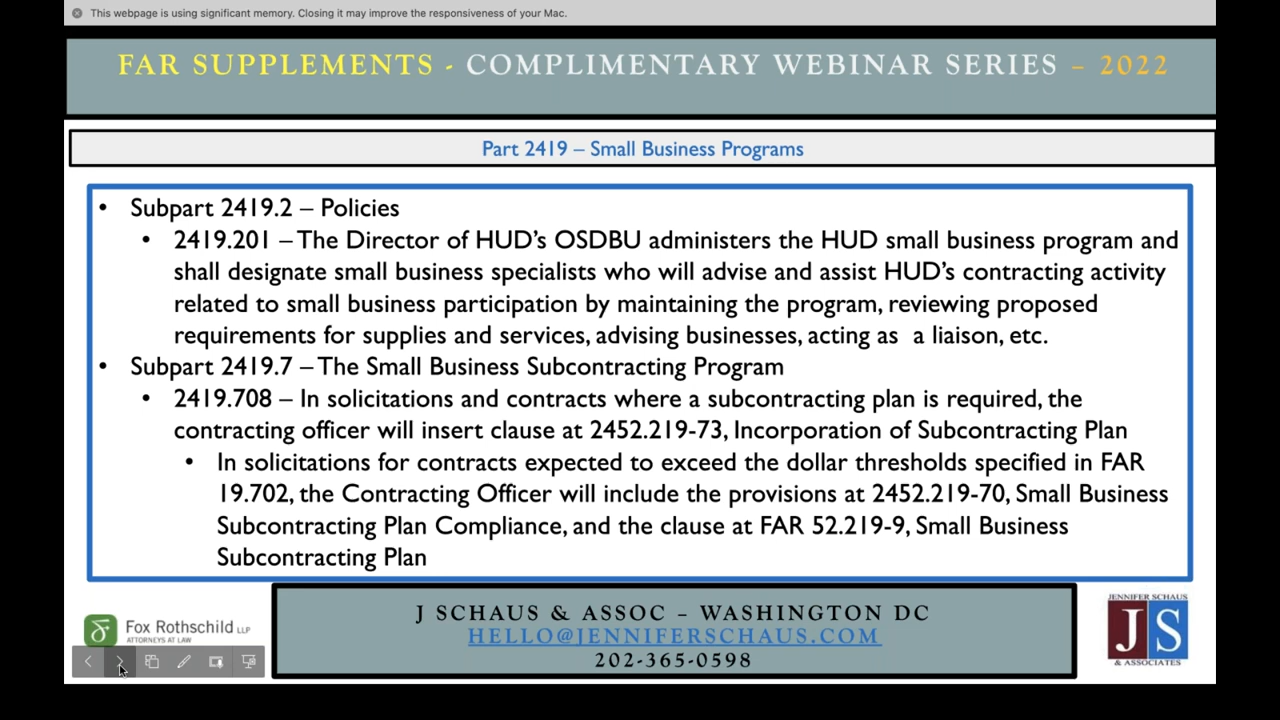 This webpage is using significant memory. Closing it may improve the responsiveness of your Mac.
FAR SUPPLEMENTS - COMPLIMENTARY WEBINAR SERIES – 2022
Part 2419 – Small Business Programs
• Subpart 2419.2 – Policies
• 2419.201 – The Director of HUD's OSDBU administers the HUD small business program and
shall designate small business specialists who will advise and assist HUD's contracting activity
related to small business participation by maintaining the program, reviewing proposed
requirements for supplies and services, advising businesses, acting as a liaison, etc.
• Subpart 2419.7 – The Small Business Subcontracting Program
• 2419.708 – In solicitations and contracts where a subcontracting plan is required, the
contracting officer will insert clause at 2452.219-73, Incorporation of Subcontracting Plan
• In solicitations for contracts expected to exceed the dollar thresholds specified in FAR
19.702, the Contracting Officer will include the provisions at 2452.219-70, Small Business
Subcontracting Plan Compliance, and the clause at FAR 52.219-9, Small Business
Subcontracting Plan
Fox Rothschild LLP
ATTORNEYS AT LAW
J SCHAUS & ASSOC – WASHINGTON DC
HELLO@JENNIFERSCHAUS.COM
202-365-0598
JENNIFER SCHAUS
JS
& ASSOCIATES